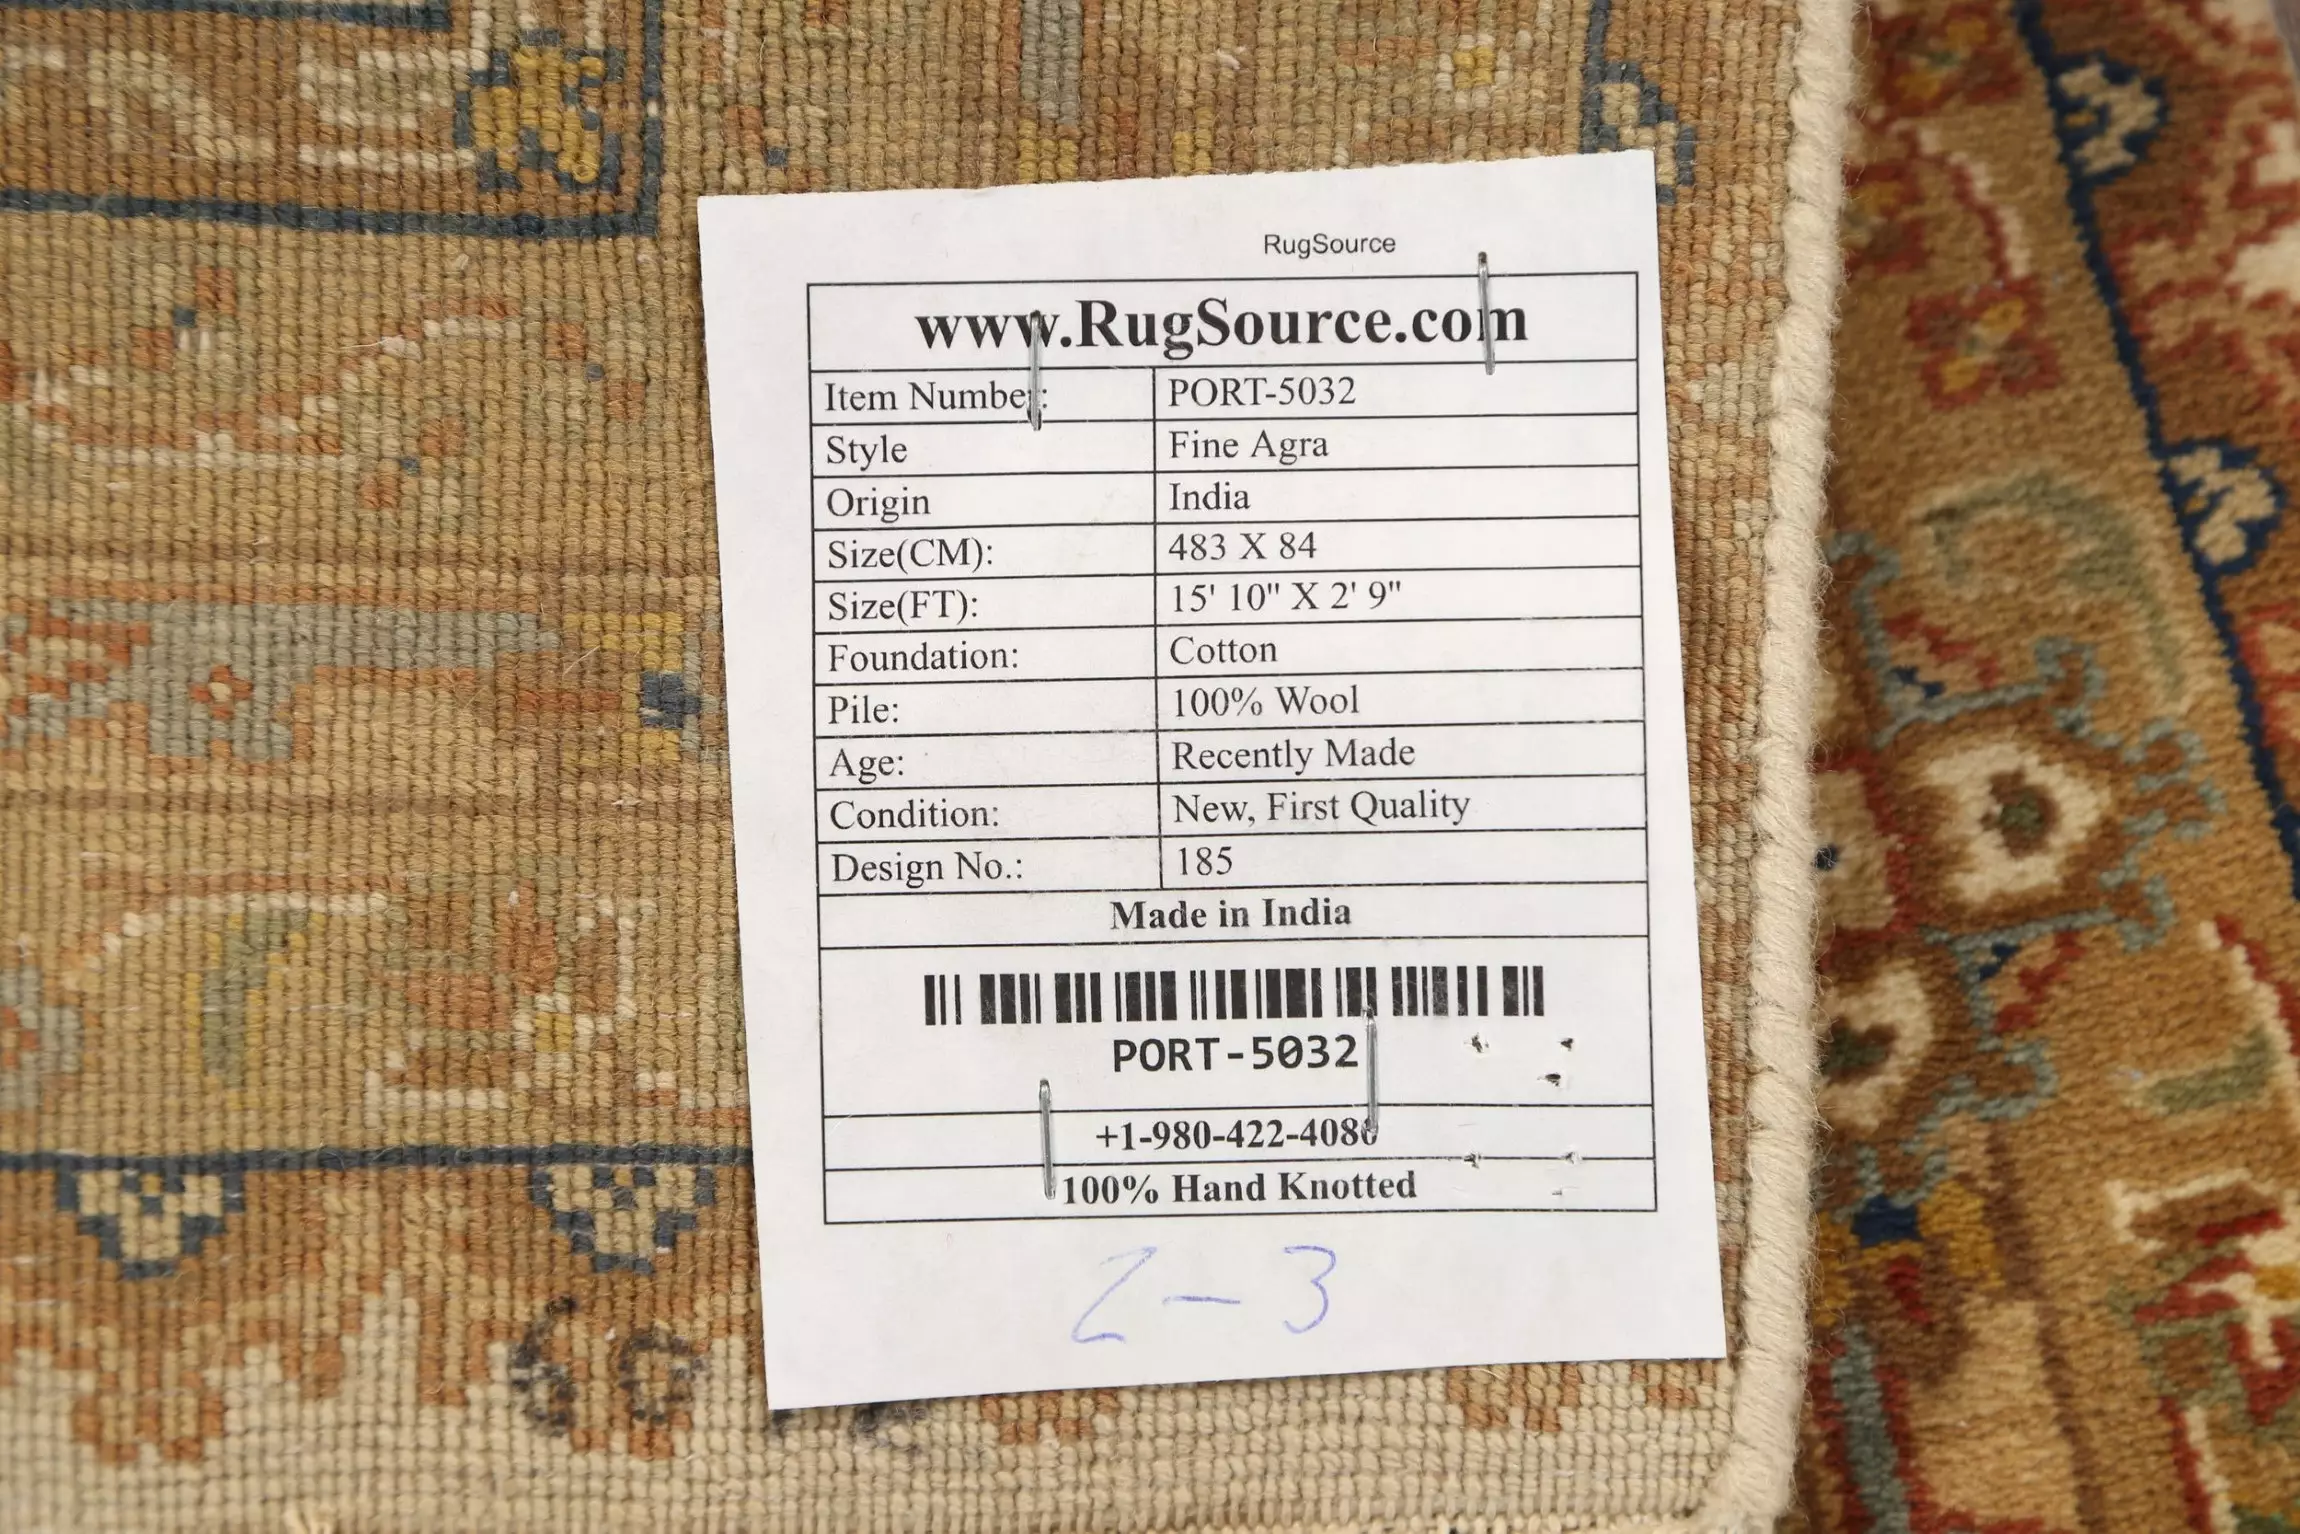 RugSource
www.RugSource.com
Item Number: PORT-5032
Style Fine Agra
Origin India
Size(CM): 483 X 84
Size(FT): 15' 10" X 2' 9"
Foundation: Cotton
Pile: 100% Wool
Age: Recently Made
Condition: New, First Quality
Design No.: 185
Made in India
PORT-5032
+1-980-422-4080
100% Hand Knotted
2-3